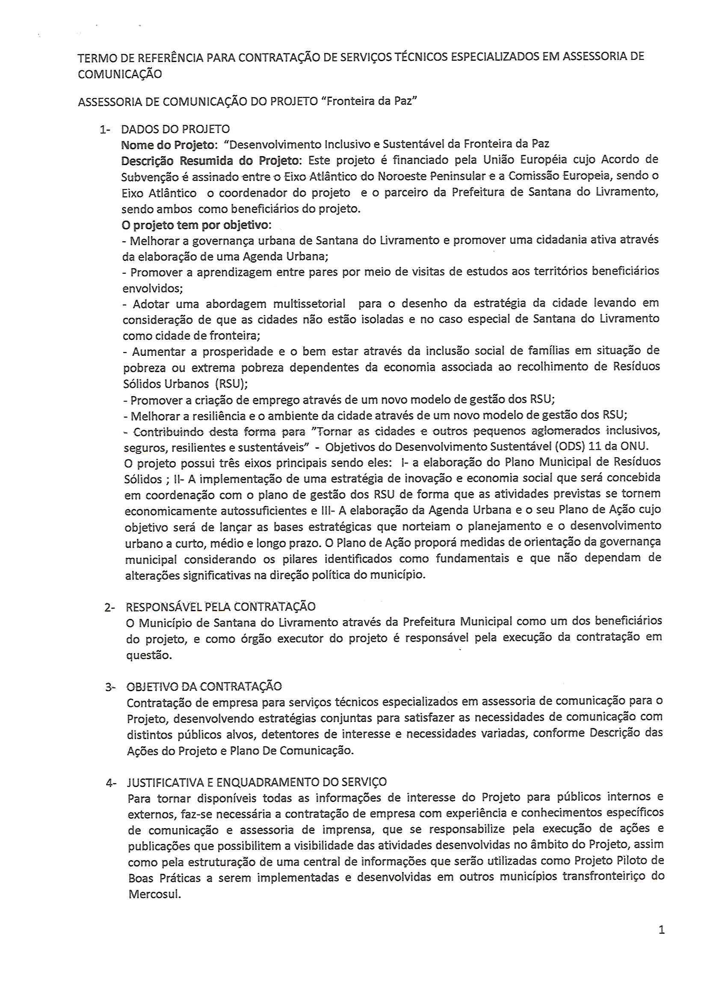 TERMO DE REFERÊNCIA PARA CONTRATAÇÃO DE SERVIÇOS TÉCNICOS ESPECIALIZADOS EM ASSESSORIA DE
COMUNICAÇÃO
ASSESSORIA DE COMUNICAÇÃO DO PROJETO “Fronteira da Paz”
1- DADOS DO PROJETO
Nome do Projeto: “Desenvolvimento Inclusivo e Sustentável da Fronteira da Paz
Descrição Resumida do Projeto: Este projeto é financiado pela União Européia cujo Acordo de
Subvenção é assinado entre o Eixo Atlântico do Noroeste Peninsular e a Comissão Europeia, sendo o
Eixo Atlântico o coordenador do projeto e o parceiro da Prefeitura de Santana do Livramento,
sendo ambos como beneficiários do projeto.
O projeto tem por objetivo:
- Melhorar a governança urbana de Santana do Livramento e promover uma cidadania ativa através
da elaboração de uma Agenda Urbana;
- Promover a aprendizagem entre pares por meio de visitas de estudos aos territórios beneficiários
envolvidos;
- Adotar uma abordagem multissetorial para o desenho da estratégia da cidade levando em
consideração de que as cidades não estão isoladas e no caso especial de Santana do Livramento
como cidade de fronteira;
- Aumentar a prosperidade e o bem estar através da inclusão social de famílias em situação de
pobreza ou extrema pobreza dependentes da economia associada ao recolhimento de Resíduos
Sólidos Urbanos (RSU);
- Promover a criação de emprego através de um novo modelo de gestão dos RSU;
- Melhorar a resiliência e o ambiente da cidade através de um novo modelo de gestão dos RSU;
- Contribuindo desta forma para ”Tornar as cidades e outros pequenos aglomerados inclusivos,
seguros, resilientes e sustentáveis” - Objetivos do Desenvolvimento Sustentável (ODS) 11 da ONU.
O projeto possui três eixos principais sendo eles: I- a elaboração do Plano Municipal de Resíduos
Sólidos ; II- A implementação de uma estratégia de inovação e economia social que será concebida
em coordenação com o plano de gestão dos RSU de forma que as atividades previstas se tornem
economicamente autossuficientes e III- A elaboração da Agenda Urbana e o seu Plano de Ação cujo
objetivo será de lançar as bases estratégicas que norteiam o planejamento e o desenvolvimento
urbano a curto, médio e longo prazo. O Plano de Ação proporá medidas de orientação da governança
municipal considerando os pilares identificados como fundamentais e que não dependam de
alterações significativas na direção política do município.
2- RESPONSÁVEL PELA CONTRATAÇÃO
O Município de Santana do Livramento através da Prefeitura Municipal como um dos beneficiários
do projeto, e como órgão executor do projeto é responsável pela execução da contratação em
questão.
3- OBJETIVO DA CONTRATAÇÃO
Contratação de empresa para serviços técnicos especializados em assessoria de comunicação para o
Projeto, desenvolvendo estratégias conjuntas para satisfazer as necessidades de comunicação com
distintos públicos alvos, detentores de interesse e necessidades variadas, conforme Descrição das
Ações do Projeto e Plano De Comunicação.
4- JUSTIFICATIVA E ENQUADRAMENTO DO SERVIÇO
Para tornar disponíveis todas as informações de interesse do Projeto para públicos internos e
externos, faz-se necessária a contratação de empresa com experiência e conhecimentos específicos
de comunicação e assessoria de imprensa, que se responsabilize pela execução de ações e
publicações que possibilitem a visibilidade das atividades desenvolvidas no âmbito do Projeto, assim
como pela estruturação de uma central de informações que serão utilizadas como Projeto Piloto de
Boas Práticas a serem implementadas e desenvolvidas em outros municípios transfronteiriço do
Mercosul.
1